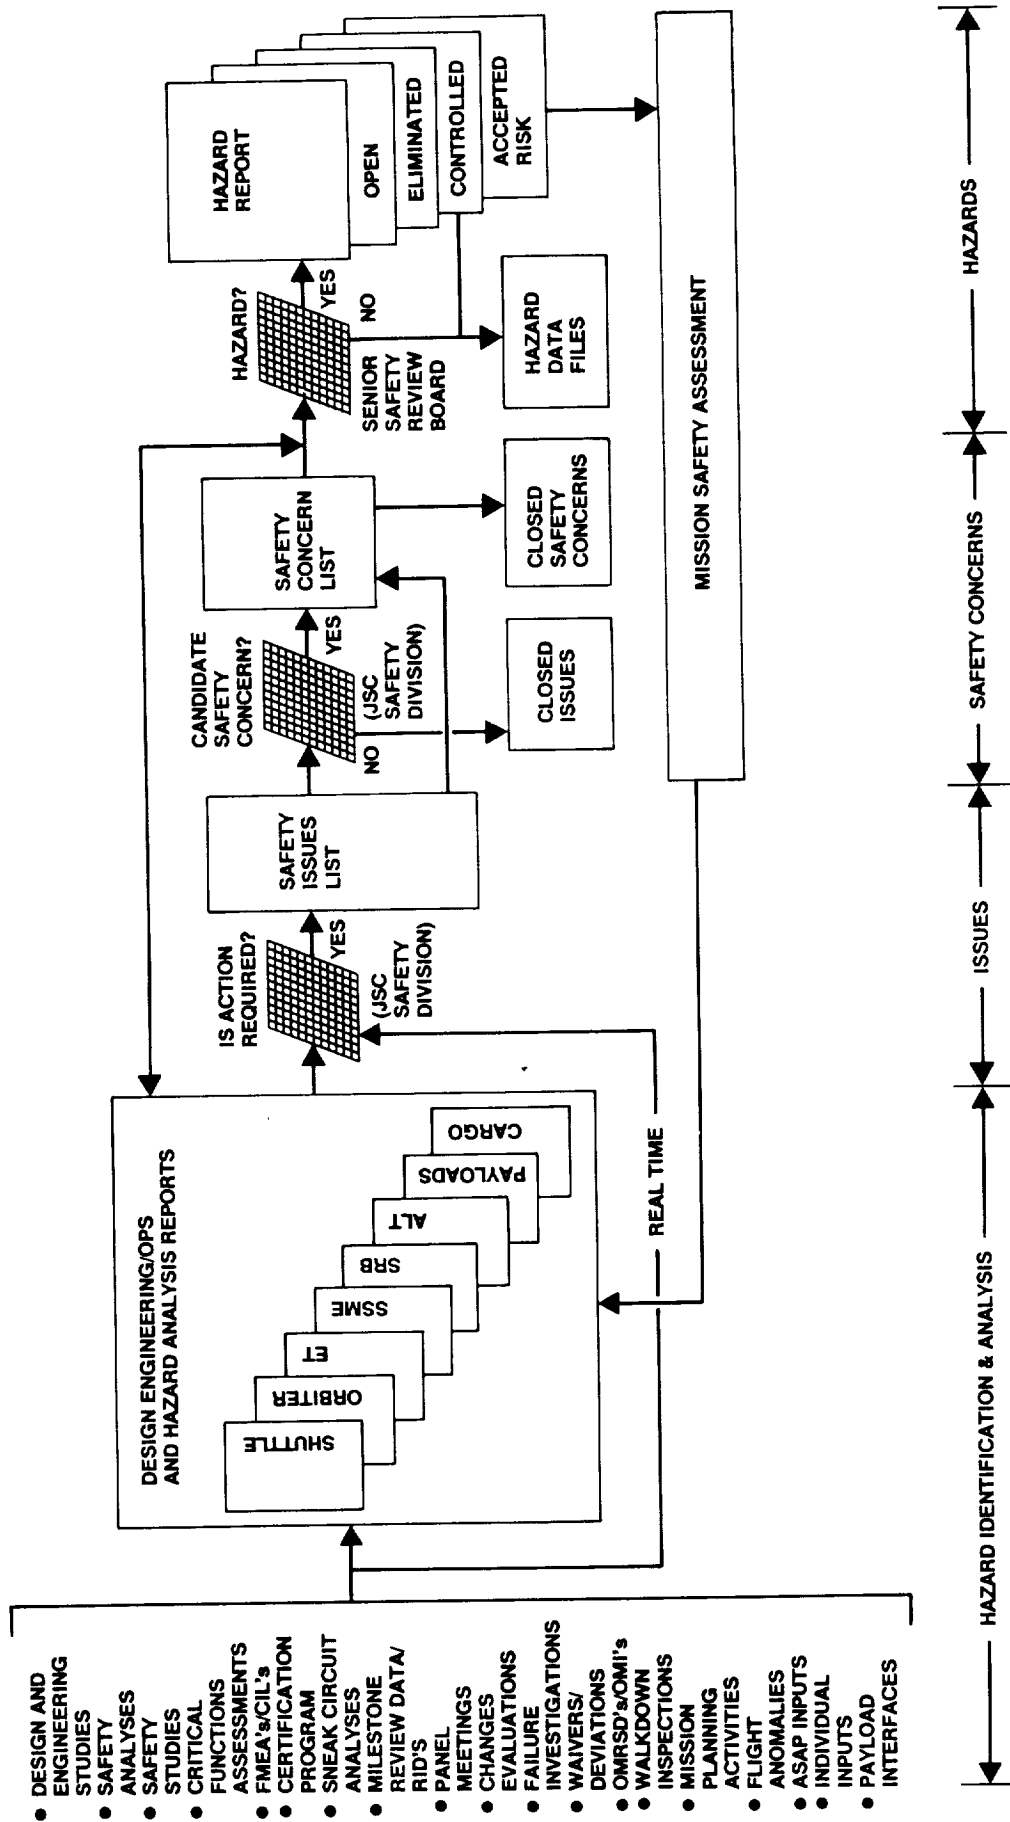 ● DESIGN AND
ENGINEERING
STUDIES
● SAFETY
ANALYSES
● SAFETY
STUDIES
● CRITICAL
FUNCTIONS
ASSESSMENTS
● FMEA's/CIL's
● CERTIFICATION
PROGRAM
● SNEAK CIRCUIT
ANALYSES
● MILESTONE
REVIEW DATA/
RID'S
● PANEL
MEETINGS
● CHANGES
EVALUATIONS
● FAILURE
INVESTIGATIONS
● WAIVERS/
DEVIATIONS
● OMRSD's/OMI's
● WALKDOWN
INSPECTIONS
● MISSION
PLANNING
ACTIVITIES
● FLIGHT
ANOMALIES
● ASAP INPUTS
● INDIVIDUAL
INPUTS
● PAYLOAD
INTERFACES
DESIGN ENGINEERING/OPS
AND HAZARD ANALYSIS REPORTS
SHUTTLE
ORBITER
ET
SSME
SRB
ALT
PAYLOADS
CARGO
REAL TIME
IS ACTION
REQUIRED?
YES
(JSC
SAFETY
DIVISION)
SAFETY
ISSUES
LIST
CANDIDATE
SAFETY
CONCERN?
YES
NO
(JSC
SAFETY
DIVISION)
CLOSED
ISSUES
SAFETY
CONCERN
LIST
CLOSED
SAFETY
CONCERNS
HAZARD?
YES
NO
SENIOR
SAFETY
REVIEW
BOARD
HAZARD
DATA
FILES
HAZARD
REPORT
OPEN
ELIMINATED
CONTROLLED
ACCEPTED
RISK
MISSION SAFETY ASSESSMENT
HAZARD IDENTIFICATION & ANALYSIS
ISSUES
SAFETY CONCERNS
HAZARDS